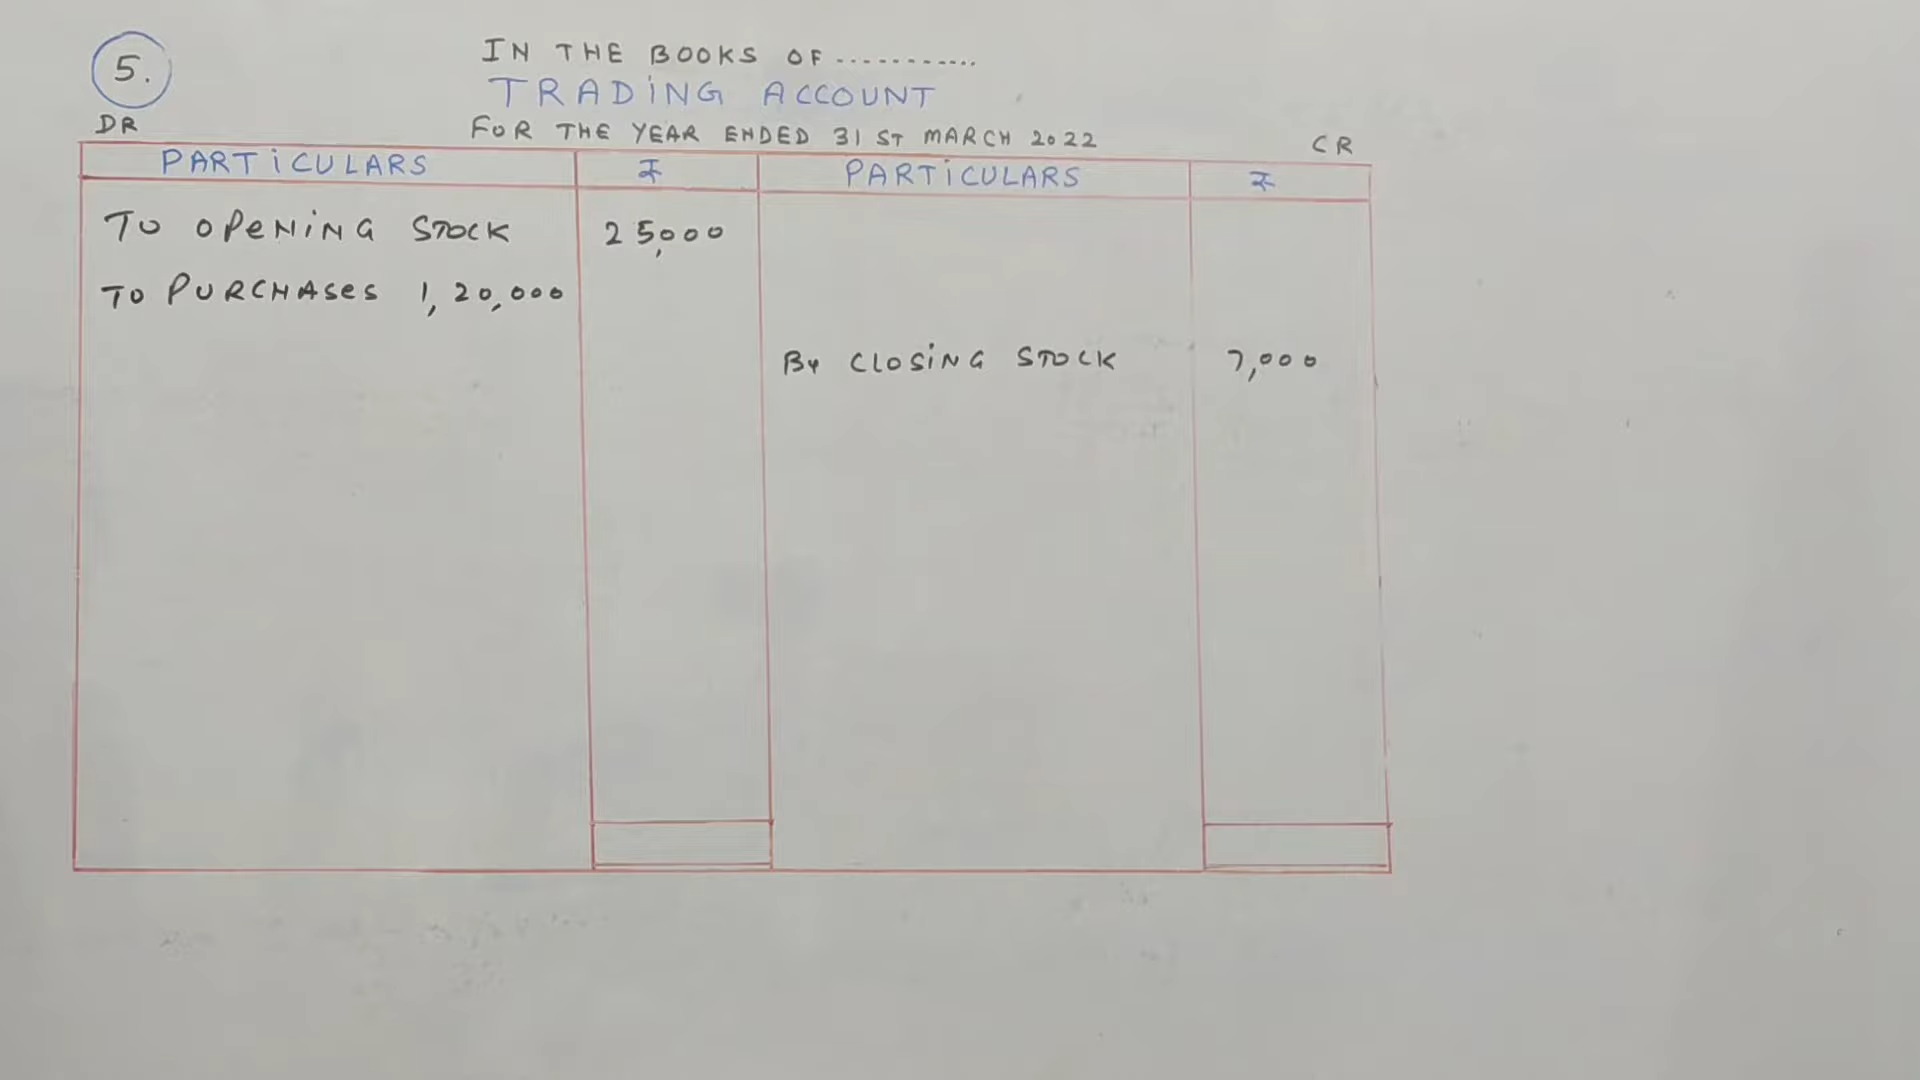 5.
IN THE BOOKS OF ............
TRADING ACCOUNT
DR FOR THE YEAR ENDED 31 ST MARCH 2022 CR
PARTICULARS ₹ PARTICULARS ₹
TO OPENING STOCK 25,000
TO PURCHASES 1,20,000
By CLOSING STOCK 7,000